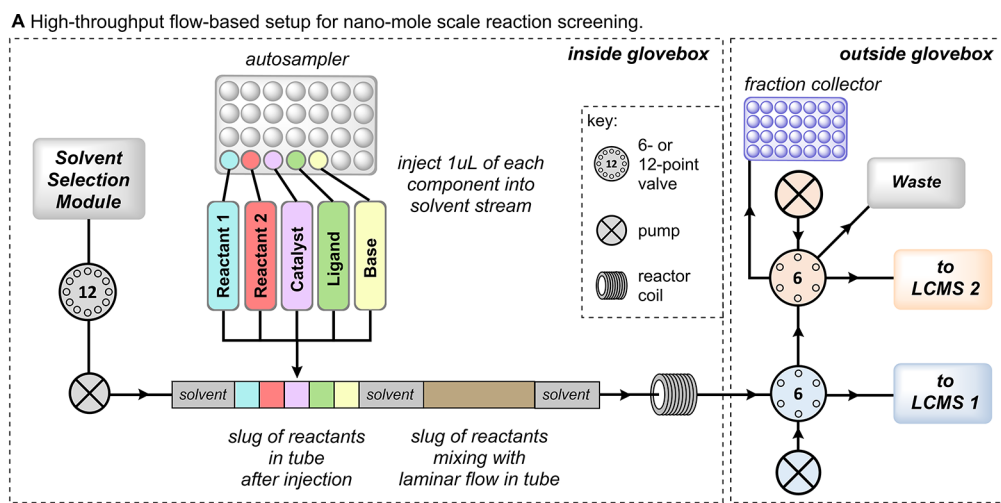 A High-throughput flow-based setup for nano-mole scale reaction screening.
autosampler
inside glovebox
outside glovebox
fraction collector
Solvent
Selection
Module
12
inject 1uL of each
component into
solvent stream
Reactant 1
Reactant 2
Catalyst
Ligand
Base
key:
12
6- or
12-point
valve
pump
reactor
coil
Waste
6
to
LCMS 2
6
to
LCMS 1
solvent
solvent
solvent
slug of reactants
in tube
after injection
slug of reactants
mixing with
laminar flow in tube